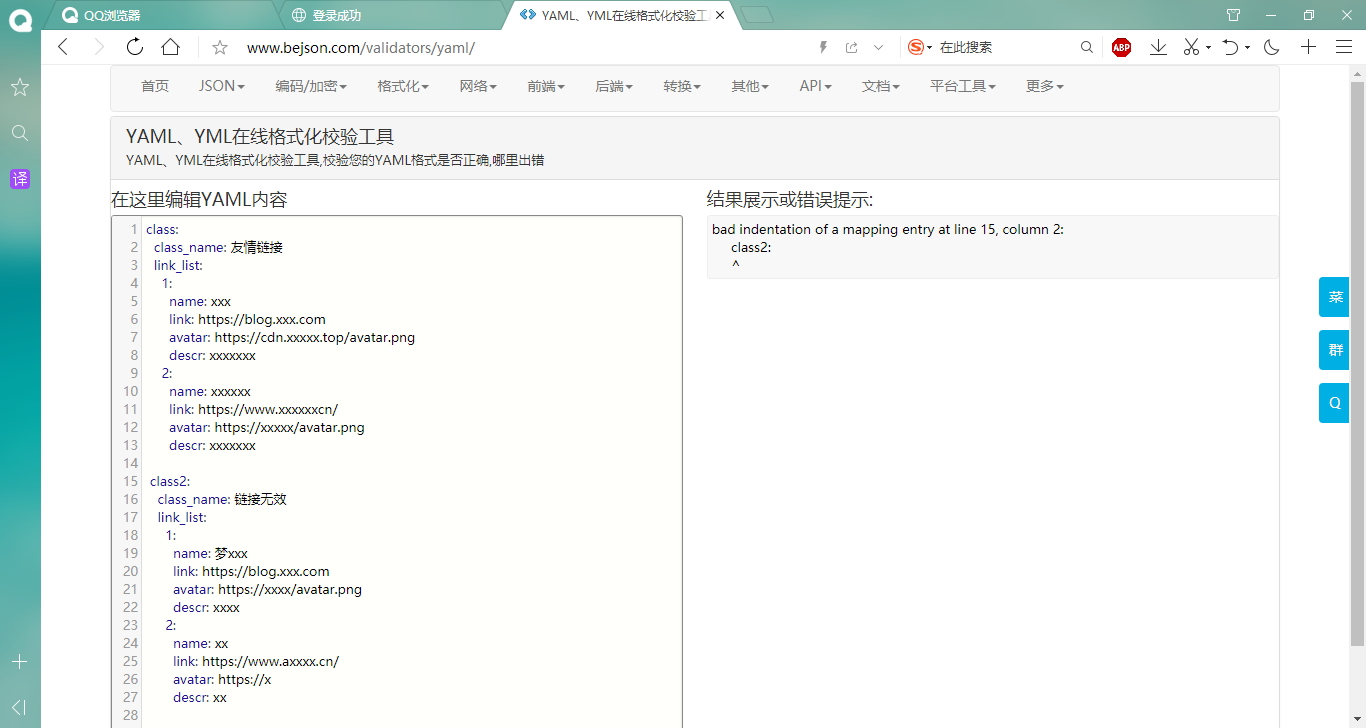 QQ浏览器
登录成功
YAML、YML在线格式化校验工
www.bejson.com/validators/yaml/
在此搜索
ABP
译
首页 JSON 编码/加密 格式化 网络 前端 后端 转换 其他 API 文档 平台工具 更多
YAML、YML在线格式化校验工具
YAML、YML在线格式化校验工具,校验您的YAML格式是否正确,哪里出错
在这里编辑YAML内容
1 class:
2 class_name: 友情链接
3 link_list:
4 1:
5 name: xxx
6 link: https://blog.xxx.com
7 avatar: https://cdn.xxxxx.top/avatar.png
8 descr: xxxxxxx
9 2:
10 name: xxxxxx
11 link: https://www.xxxxxxcn/
12 avatar: https://xxxxx/avatar.png
13 descr: xxxxxxx
14
15 class2:
16 class_name: 链接无效
17 link_list:
18 1:
19 name: 梦xxx
20 link: https://blog.xxx.com
21 avatar: https://xxxx/avatar.png
22 descr: xxxx
23 2:
24 name: xx
25 link: https://www.axxxx.cn/
26 avatar: https://x
27 descr: xx
28
结果展示或错误提示:
bad indentation of a mapping entry at line 15, column 2:
class2:
^
菜
群
Q